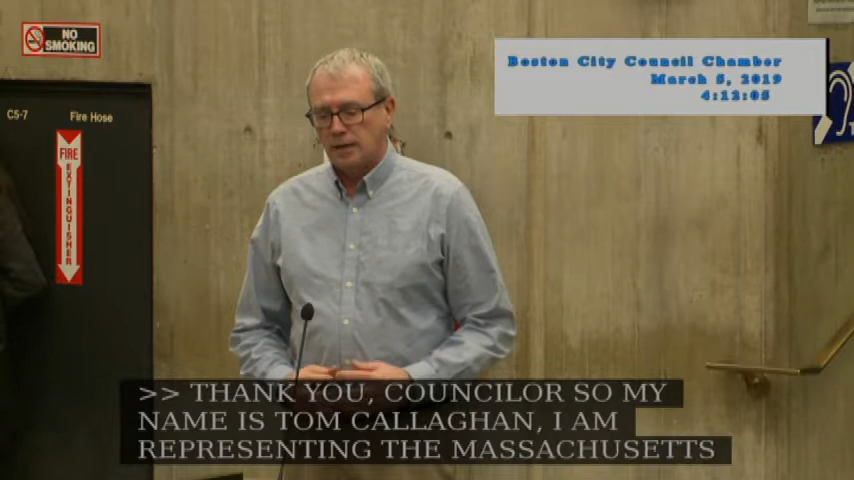 NO
SMOKING
Boston City Council Chamber
March 5, 2019
4:12:05
C5-7
Fire Hose
FIRE
EXTINGUISHER
>> THANK YOU, COUNCILOR SO MY
NAME IS TOM CALLAGHAN, I AM
REPRESENTING THE MASSACHUSETTS